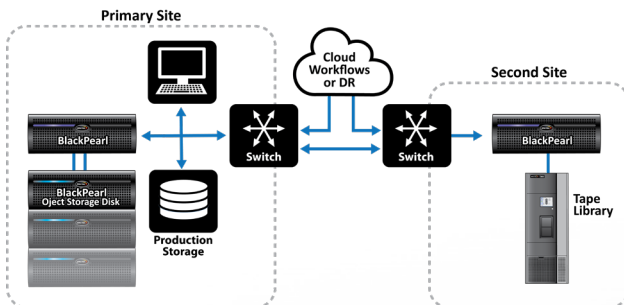 Primary Site
Cloud
Workflows
or DR
Second Site
BlackPearl
Switch
Switch
BlackPearl
BlackPearl
Oject Storage Disk
Production
Storage
Tape
Library